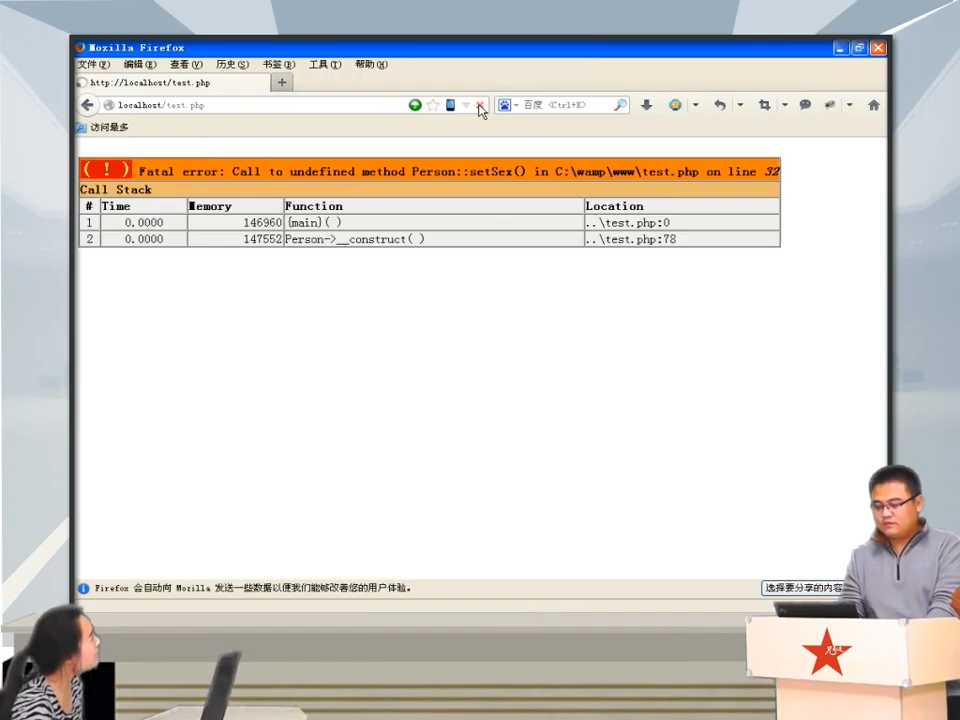 Mozilla Firefox
文件(F) 编辑(E) 查看(V) 历史(S) 书签(B) 工具(T) 帮助(H)
http://localhost/test.php
localhost/test.php 百度 <Ctrl+K>
访问最多
( ! ) Fatal error: Call to undefined method Person::setSex() in C:\wamp\www\test.php on line 32
Call Stack
# Time Memory Function Location
1 0.0000 146960 {main}( ) ..\test.php:0
2 0.0000 147552 Person->__construct( ) ..\test.php:78
Firefox 会自动向 Mozilla 发送一些数据以便我们能够改善您的用户体验。 选择要分享的内容